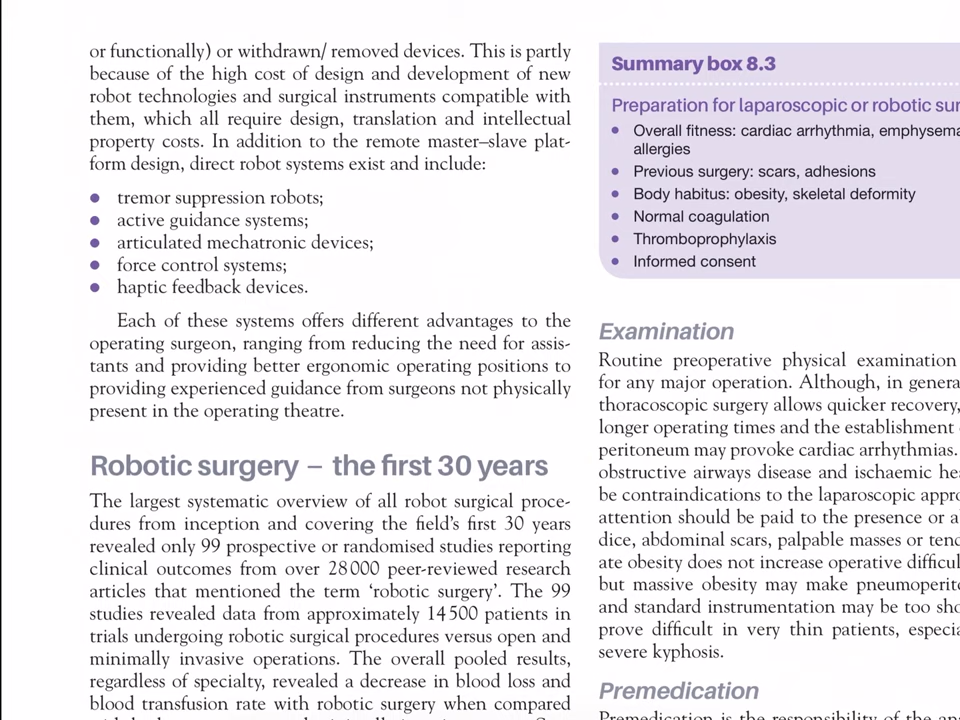 or functionally) or withdrawn/ removed devices. This is partly
because of the high cost of design and development of new
robot technologies and surgical instruments compatible with
them, which all require design, translation and intellectual
property costs. In addition to the remote master–slave plat-
form design, direct robot systems exist and include:
● tremor suppression robots;
● active guidance systems;
● articulated mechatronic devices;
● force control systems;
● haptic feedback devices.
Each of these systems offers different advantages to the
operating surgeon, ranging from reducing the need for assis-
tants and providing better ergonomic operating positions to
providing experienced guidance from surgeons not physically
present in the operating theatre.
Robotic surgery – the first 30 years
The largest systematic overview of all robot surgical proce-
dures from inception and covering the field's first 30 years
revealed only 99 prospective or randomised studies reporting
clinical outcomes from over 28 000 peer-reviewed research
articles that mentioned the term 'robotic surgery'. The 99
studies revealed data from approximately 14 500 patients in
trials undergoing robotic surgical procedures versus open and
minimally invasive operations. The overall pooled results,
regardless of specialty, revealed a decrease in blood loss and
blood transfusion rate with robotic surgery when compared
Summary box 8.3
Preparation for laparoscopic or robotic sur
● Overall fitness: cardiac arrhythmia, emphysema
allergies
● Previous surgery: scars, adhesions
● Body habitus: obesity, skeletal deformity
● Normal coagulation
● Thromboprophylaxis
● Informed consent
Examination
Routine preoperative physical examination
for any major operation. Although, in genera
thoracoscopic surgery allows quicker recovery,
longer operating times and the establishment
peritoneum may provoke cardiac arrhythmias.
obstructive airways disease and ischaemic hea
be contraindications to the laparoscopic appro
attention should be paid to the presence or a
dice, abdominal scars, palpable masses or tend
ate obesity does not increase operative difficul
but massive obesity may make pneumoperito
and standard instrumentation may be too sho
prove difficult in very thin patients, especia
severe kyphosis.
Premedication
Premedication is the responsibility of the an